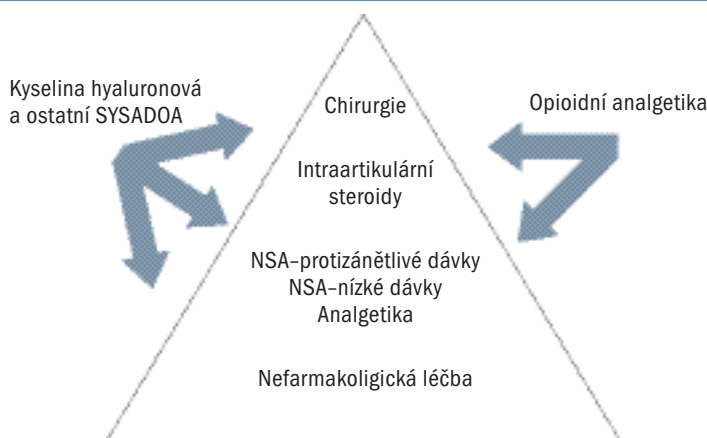 Kyselina hyaluronová
a ostatní SYSADOA
Chirurgie
Opioidní analgetika
Intraartikulární
steroidy
NSA–protizánětlivé dávky
NSA–nízké dávky
Analgetika
Nefarmakoligická léčba